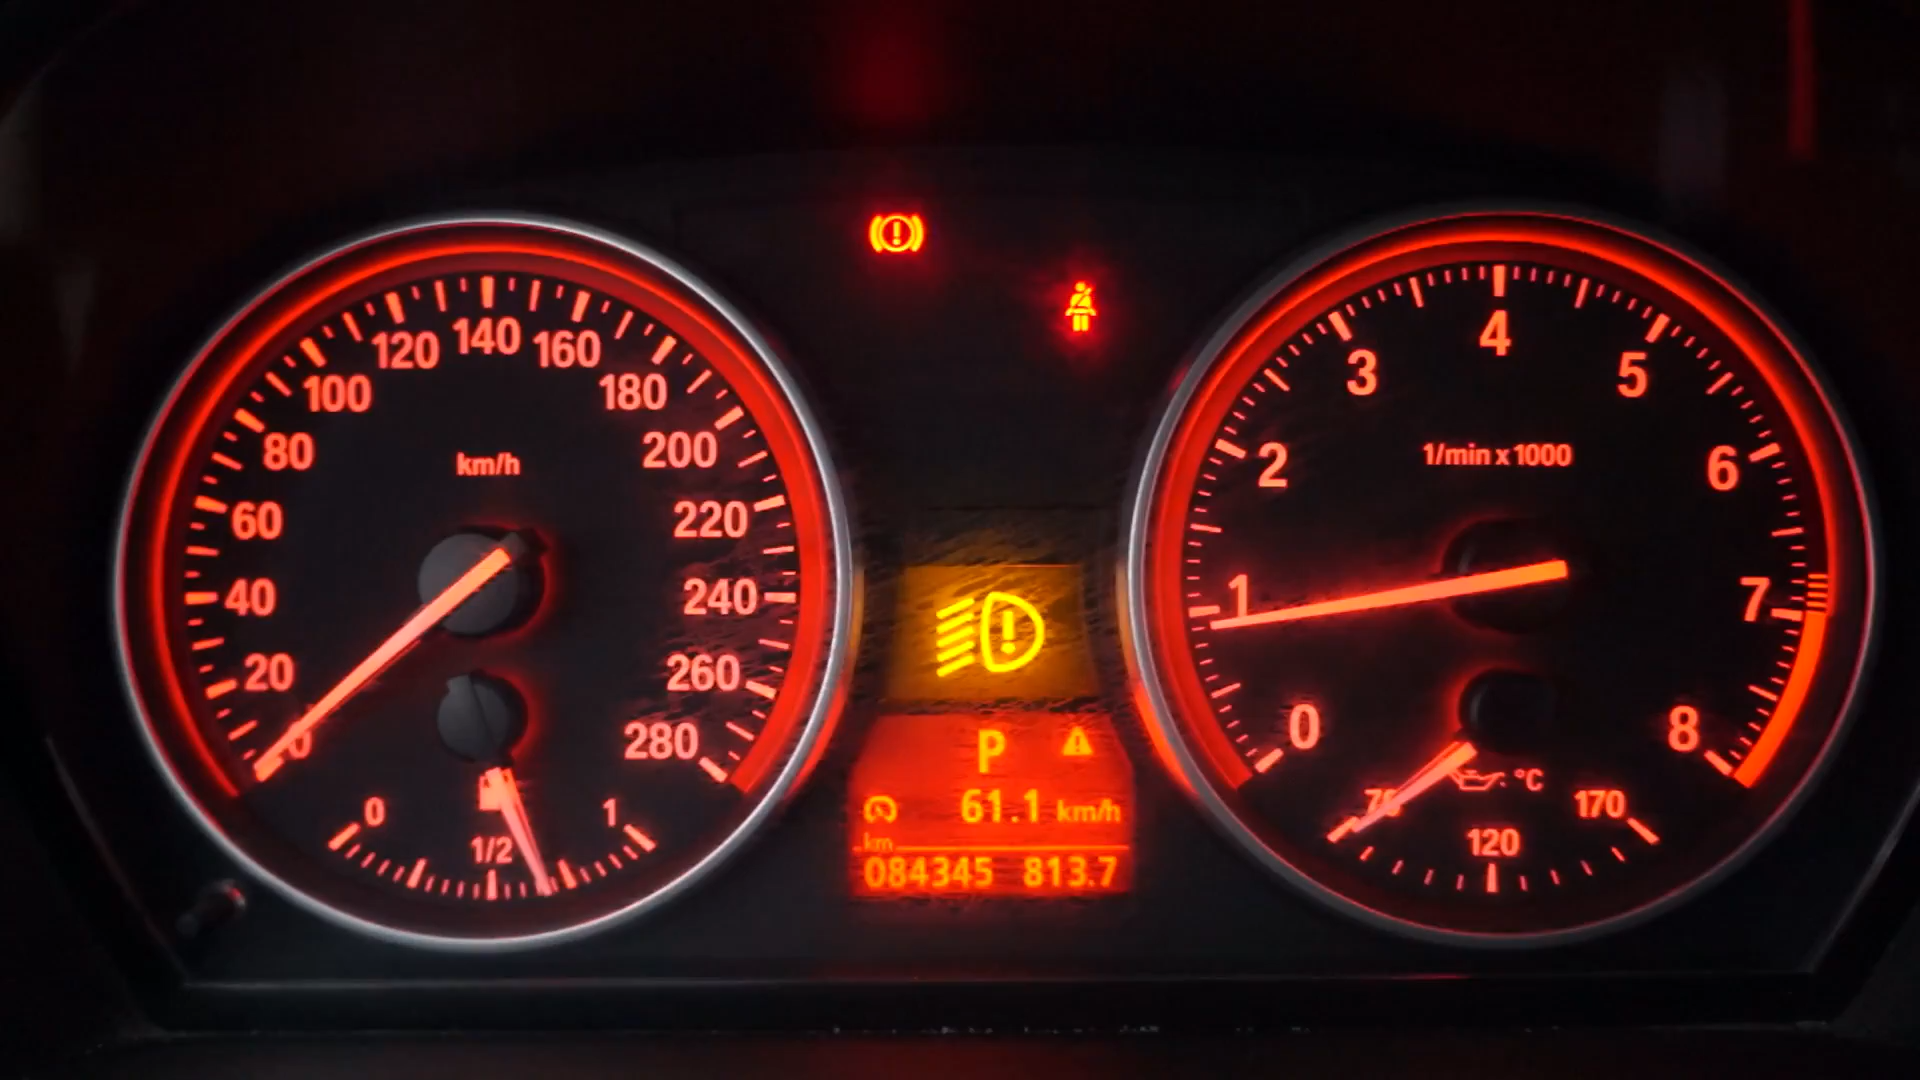 120 140 160
100 180
80 200
km/h
60 220
40 240
20 260
0 280
0 1/2 1
4
3 5
2 6
1/min x 1000
1 7
0 8
°C
70 120 170
P
61.1 km/h
km
084345 813.7